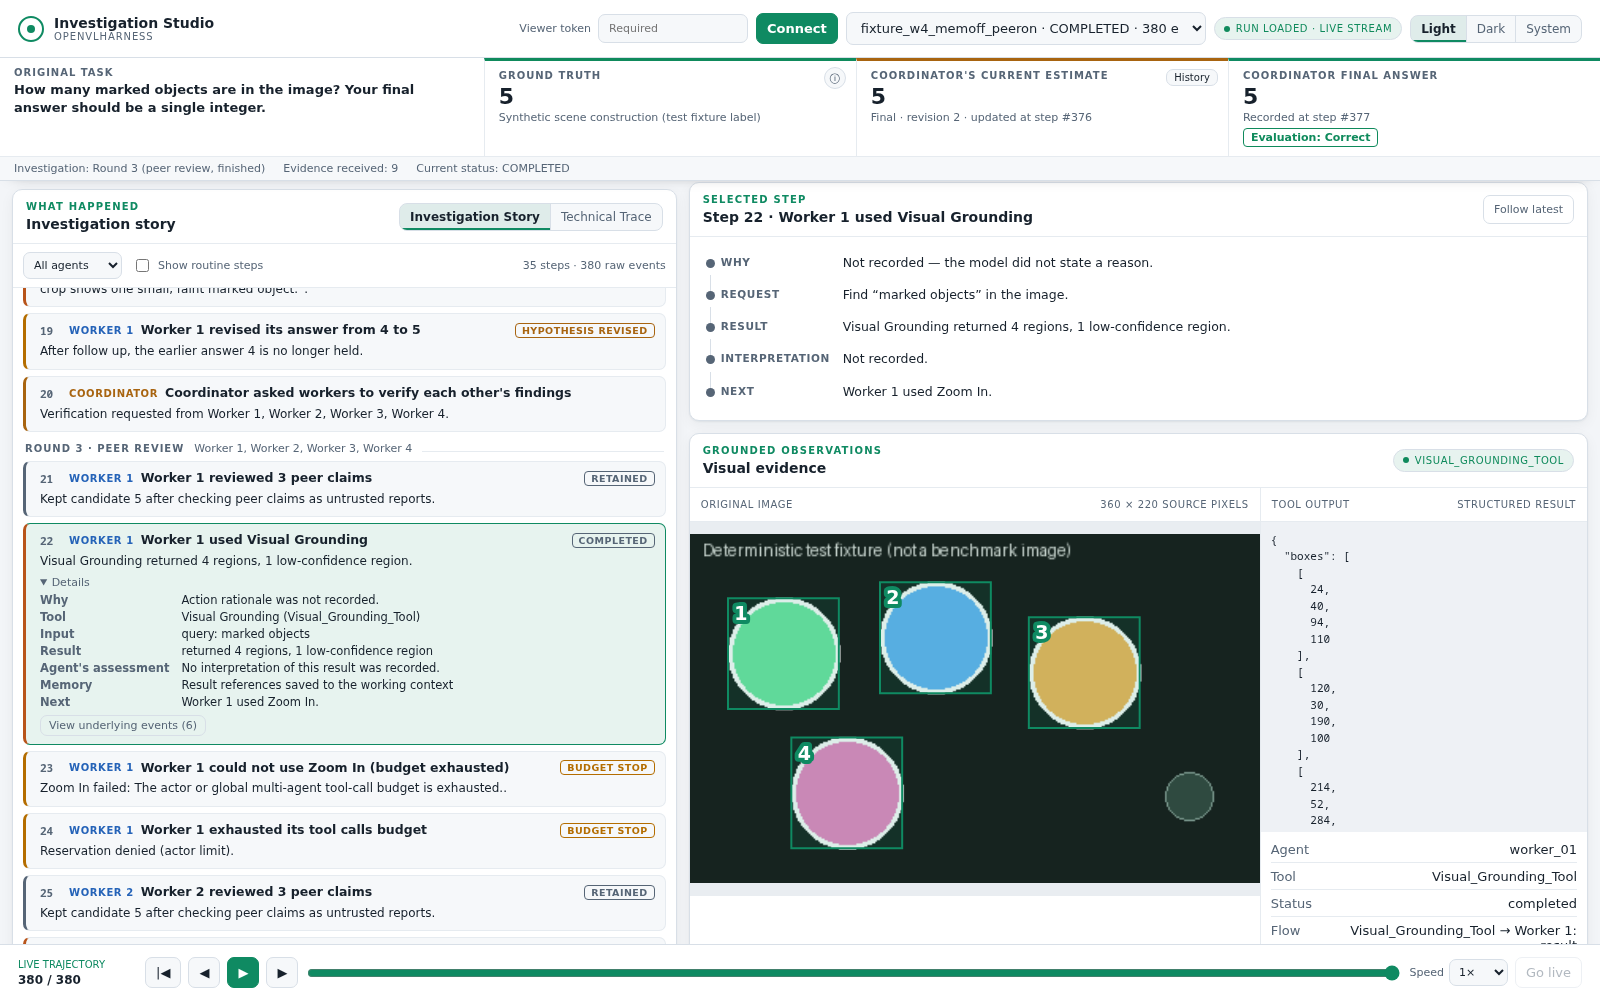 Investigation Studio
OPENVLHARNESS
Viewer token
Required
Connect
fixture_w4_memoff_peeron · COMPLETED · 380 e
RUN LOADED · LIVE STREAM
Light
Dark
System
ORIGINAL TASK
How many marked objects are in the image? Your final
answer should be a single integer.
GROUND TRUTH
ⓘ
5
Synthetic scene construction (test fixture label)
COORDINATOR'S CURRENT ESTIMATE
History
5
Final · revision 2 · updated at step #376
COORDINATOR FINAL ANSWER
5
Recorded at step #377
Evaluation: Correct
Investigation: Round 3 (peer review, finished)
Evidence received: 9
Current status: COMPLETED
WHAT HAPPENED
Investigation story
Investigation Story
Technical Trace
All agents
Show routine steps
35 steps · 380 raw events
crop shows one small, faint marked object.
19 WORKER 1 Worker 1 revised its answer from 4 to 5
HYPOTHESIS REVISED
After follow up, the earlier answer 4 is no longer held.
20 COORDINATOR Coordinator asked workers to verify each other's findings
Verification requested from Worker 1, Worker 2, Worker 3, Worker 4.
ROUND 3 · PEER REVIEW Worker 1, Worker 2, Worker 3, Worker 4
21 WORKER 1 Worker 1 reviewed 3 peer claims
RETAINED
Kept candidate 5 after checking peer claims as untrusted reports.
22 WORKER 1 Worker 1 used Visual Grounding
COMPLETED
Visual Grounding returned 4 regions, 1 low-confidence region.
▼ Details
Why Action rationale was not recorded.
Tool Visual Grounding (Visual_Grounding_Tool)
Input query: marked objects
Result returned 4 regions, 1 low-confidence region
Agent's assessment No interpretation of this result was recorded.
Memory Result references saved to the working context
Next Worker 1 used Zoom In.
View underlying events (6)
23 WORKER 1 Worker 1 could not use Zoom In (budget exhausted)
BUDGET STOP
Zoom In failed: The actor or global multi-agent tool-call budget is exhausted..
24 WORKER 1 Worker 1 exhausted its tool calls budget
BUDGET STOP
Reservation denied (actor limit).
25 WORKER 2 Worker 2 reviewed 3 peer claims
RETAINED
Kept candidate 5 after checking peer claims as untrusted reports.
SELECTED STEP
Step 22 · Worker 1 used Visual Grounding
Follow latest
WHY Not recorded — the model did not state a reason.
REQUEST Find “marked objects” in the image.
RESULT Visual Grounding returned 4 regions, 1 low-confidence region.
INTERPRETATION Not recorded.
NEXT Worker 1 used Zoom In.
GROUNDED OBSERVATIONS
Visual evidence
VISUAL_GROUNDING_TOOL
ORIGINAL IMAGE
360 × 220 SOURCE PIXELS
Deterministic test fixture (not a benchmark image)
1
2
3
4
TOOL OUTPUT
STRUCTURED RESULT
{
"boxes": [
[
24,
40,
94,
110
],
[
120,
30,
190,
100
],
[
214,
52,
284,
Agent worker_01
Tool Visual_Grounding_Tool
Status completed
Flow Visual_Grounding_Tool → Worker 1:
LIVE TRAJECTORY
380 / 380
Speed
1×
Go live